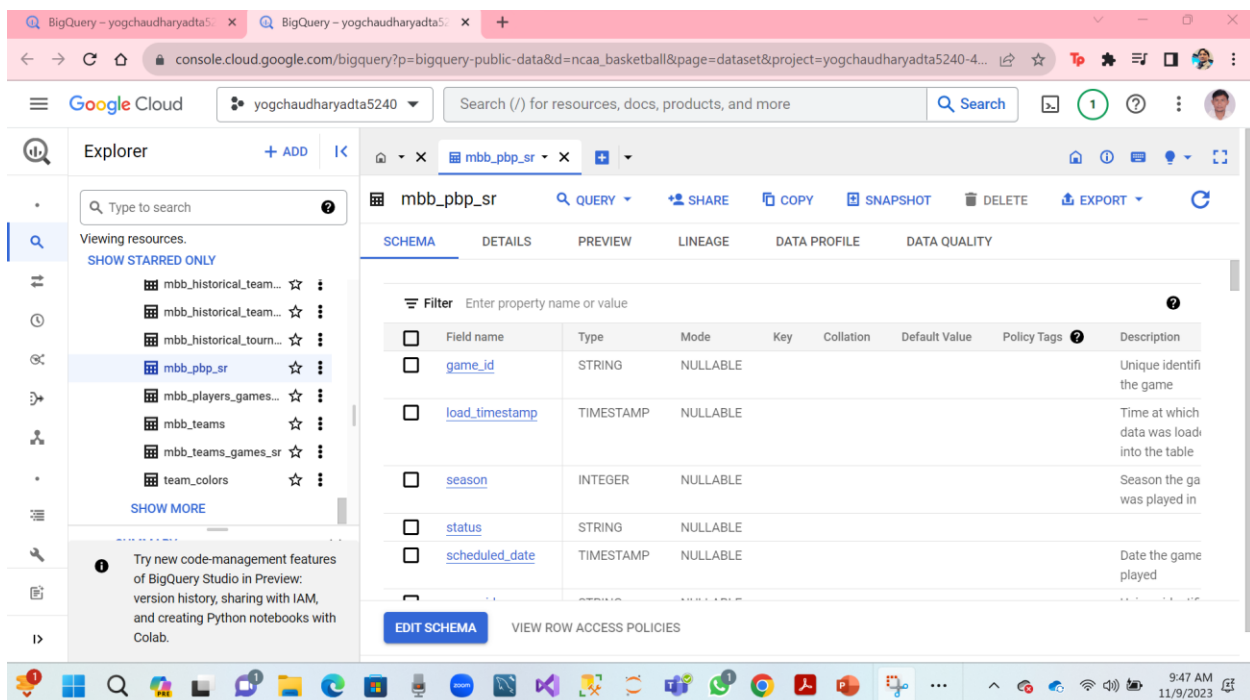 BigQuery – yogchaudharyadta52
BigQuery – yogchaudharyadta52
console.cloud.google.com/bigquery?p=bigquery-public-data&d=ncaa_basketball&page=dataset&project=yogchaudharyadta5240-4...
Tp
Google Cloud
yogchaudharyadta5240
Search (/) for resources, docs, products, and more
Search
1
Explorer
+ ADD
Type to search
Viewing resources.
SHOW STARRED ONLY
mbb_historical_team...
mbb_historical_team...
mbb_historical_tourn...
mbb_pbp_sr
mbb_players_games...
mbb_teams
mbb_teams_games_sr
team_colors
SHOW MORE
Try new code-management features
of BigQuery Studio in Preview:
version history, sharing with IAM,
and creating Python notebooks with
Colab.
mbb_pbp_sr
mbb_pbp_sr
QUERY
SHARE
COPY
SNAPSHOT
DELETE
EXPORT
SCHEMA DETAILS PREVIEW LINEAGE DATA PROFILE DATA QUALITY
Filter Enter property name or value
Field name Type Mode Key Collation Default Value Policy Tags Description
game_id STRING NULLABLE Unique identifi
the game
load_timestamp TIMESTAMP NULLABLE Time at which
data was loade
into the table
season INTEGER NULLABLE Season the ga
was played in
status STRING NULLABLE
scheduled_date TIMESTAMP NULLABLE Date the game
played
EDIT SCHEMA
VIEW ROW ACCESS POLICIES
1
PRE
zoom
9:47 AM
11/9/2023